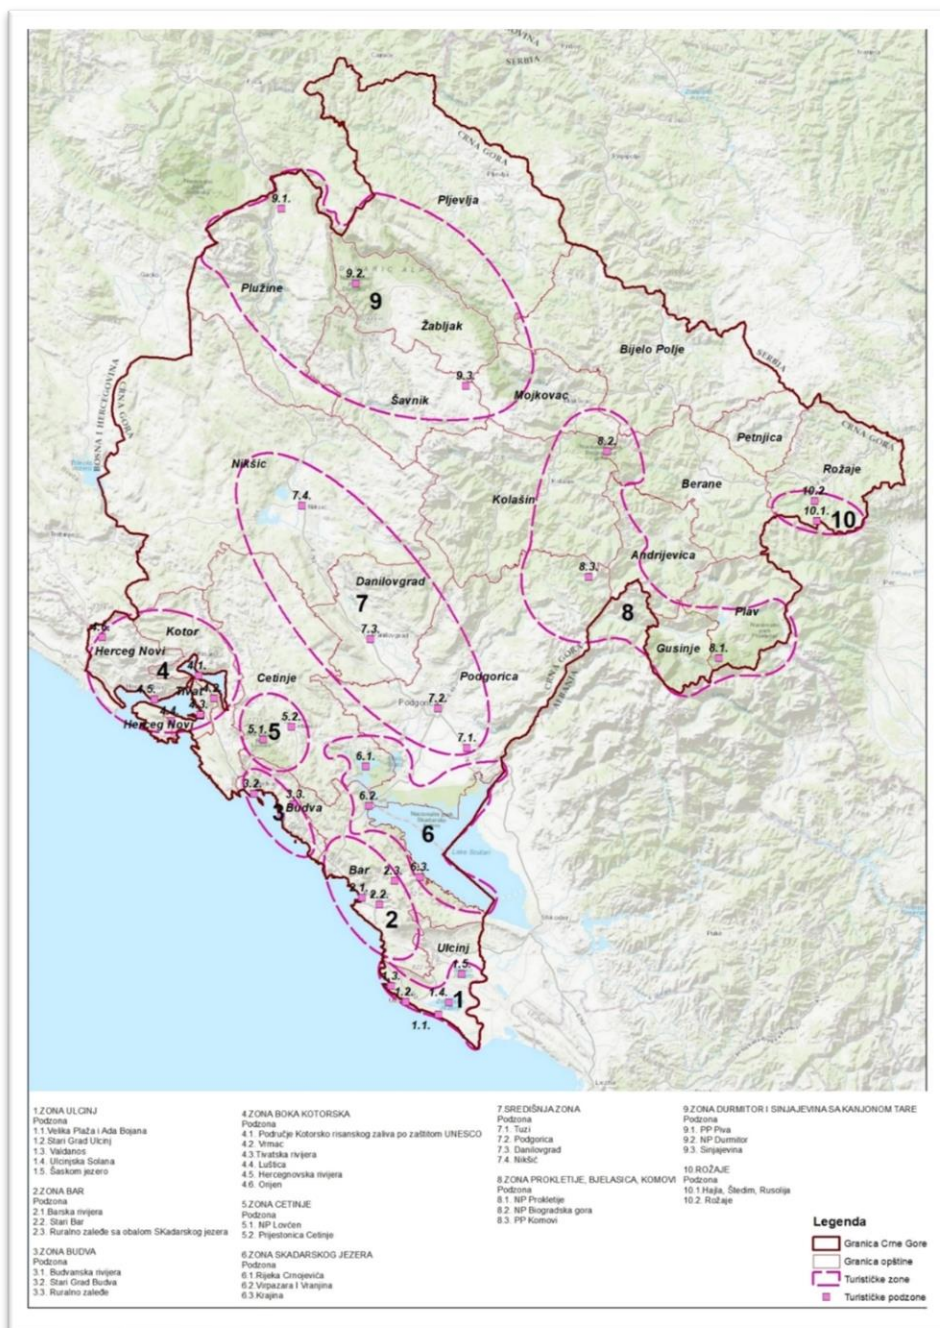 HERCEGOVINA
SERBIA
CRNA GORA
Pljevlja
9.1.
9.2.
Plužine
9
Žabljak
Bijelo Polje
SERBIA
9.3.
Šavnik
Mojkovac
BOSNA I HERCEGOVINA
CRNA GORA
CRNA GORA
Petnjica
8.2.
Nikšic
Rožaje
Berane
7.4.
Kolašin
10.2.
10.1.
10
Andrijevica
Danilovgrad
8.3.
7
8
Plav
7.3.
Kotor
Herceg Novi
Gusinje
4
4.1.
8.1.
Cetinje
Podgorica
CRNA GORA
4.5.
Tivat
4.2.
4.3.
4.4.
Herceg Novi
7.2.
5.2.
5.1.
5
7.1.
6.1.
3.2.
3.3.
6.2.
3
Budva
6
Bar
2.3.
6.3.
2.1.
2.2.
2
Shkodër
Ulcinj
1.5.
1.3.
1.2.
1.4.
1
1.1.
1.ZONA ULCINJ
Podzona
1.1.Velika Plaža i Ada Bojana
1.2.Stari Grad Ulcinj
1.3. Valdanos
1.4. Ulcinjska Solana
1.5. Šaskom jezero
2.ZONA BAR
Podzona
2.1.Barska rivijera
2.2. Stari Bar
2.3. Ruralno zaleđe sa obalom SKadarskog jezera
3.ZONA BUDVA
Podzona
3.1. Budvanska rivijera
3.2. Stari Grad Budva
3.3. Ruralno zaleđe
4.ZONA BOKA KOTORSKA
Podzona
4.1. Područje Kotorsko risanskog zaliva po zaštitom UNESCO
4.2. Vrmac
4.3.Tivatska rivijera
4.4. Luštica
4.5. Hercegnovska rivijera
4.6. Orijen
5.ZONA CETINJE
Podzona
5.1. NP Lovćen
5.2. Prijestonica Cetinje
6.ZONA SKADARSKOG JEZERA
Podzona
6.1.Rijeka Crnojevića
6.2.Virpazara I Vranjina
6.3.Krajina
7.SREDIŠNJA ZONA
Podzona
7.1. Tuzi
7.2. Podgorica
7.3. Danilovgrad
7.4. Nikšić
8.ZONA PROKLETIJE, BJELASICA, KOMOVI
Podzona
8.1. NP Prokletije
8.2. NP Biogradska gora
8.3. PP Komovi
9.ZONA DURMITOR I SINJAJEVINA SA KANJONOM TARE
Podzona
9.1. PP Piva
9.2. NP Durmitor
9.3. Sinjajevina
10.ROŽAJE
Podzona
10.1.Hajla, Štedim, Rusolija
10.2. Rožaje
Legenda
Granica Crne Gore
Granica opštine
Turističke zone
Turističke podzone